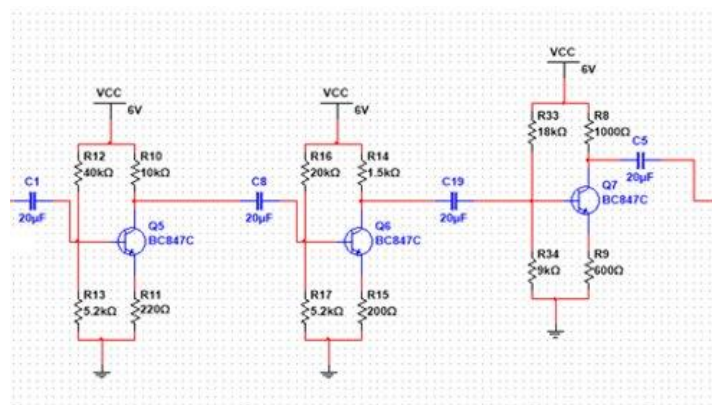 VCC
6V
R12
40kΩ
R10
10kΩ
C1
20µF
Q5
BC847C
R13
5.2kΩ
R11
220Ω
C8
20µF
VCC
6V
R16
20kΩ
R14
1.5kΩ
Q6
BC847C
R17
5.2kΩ
R15
200Ω
C19
20µF
VCC
6V
R33
18kΩ
R8
1000Ω
C5
20µF
Q7
BC847C
R34
9kΩ
R9
600Ω